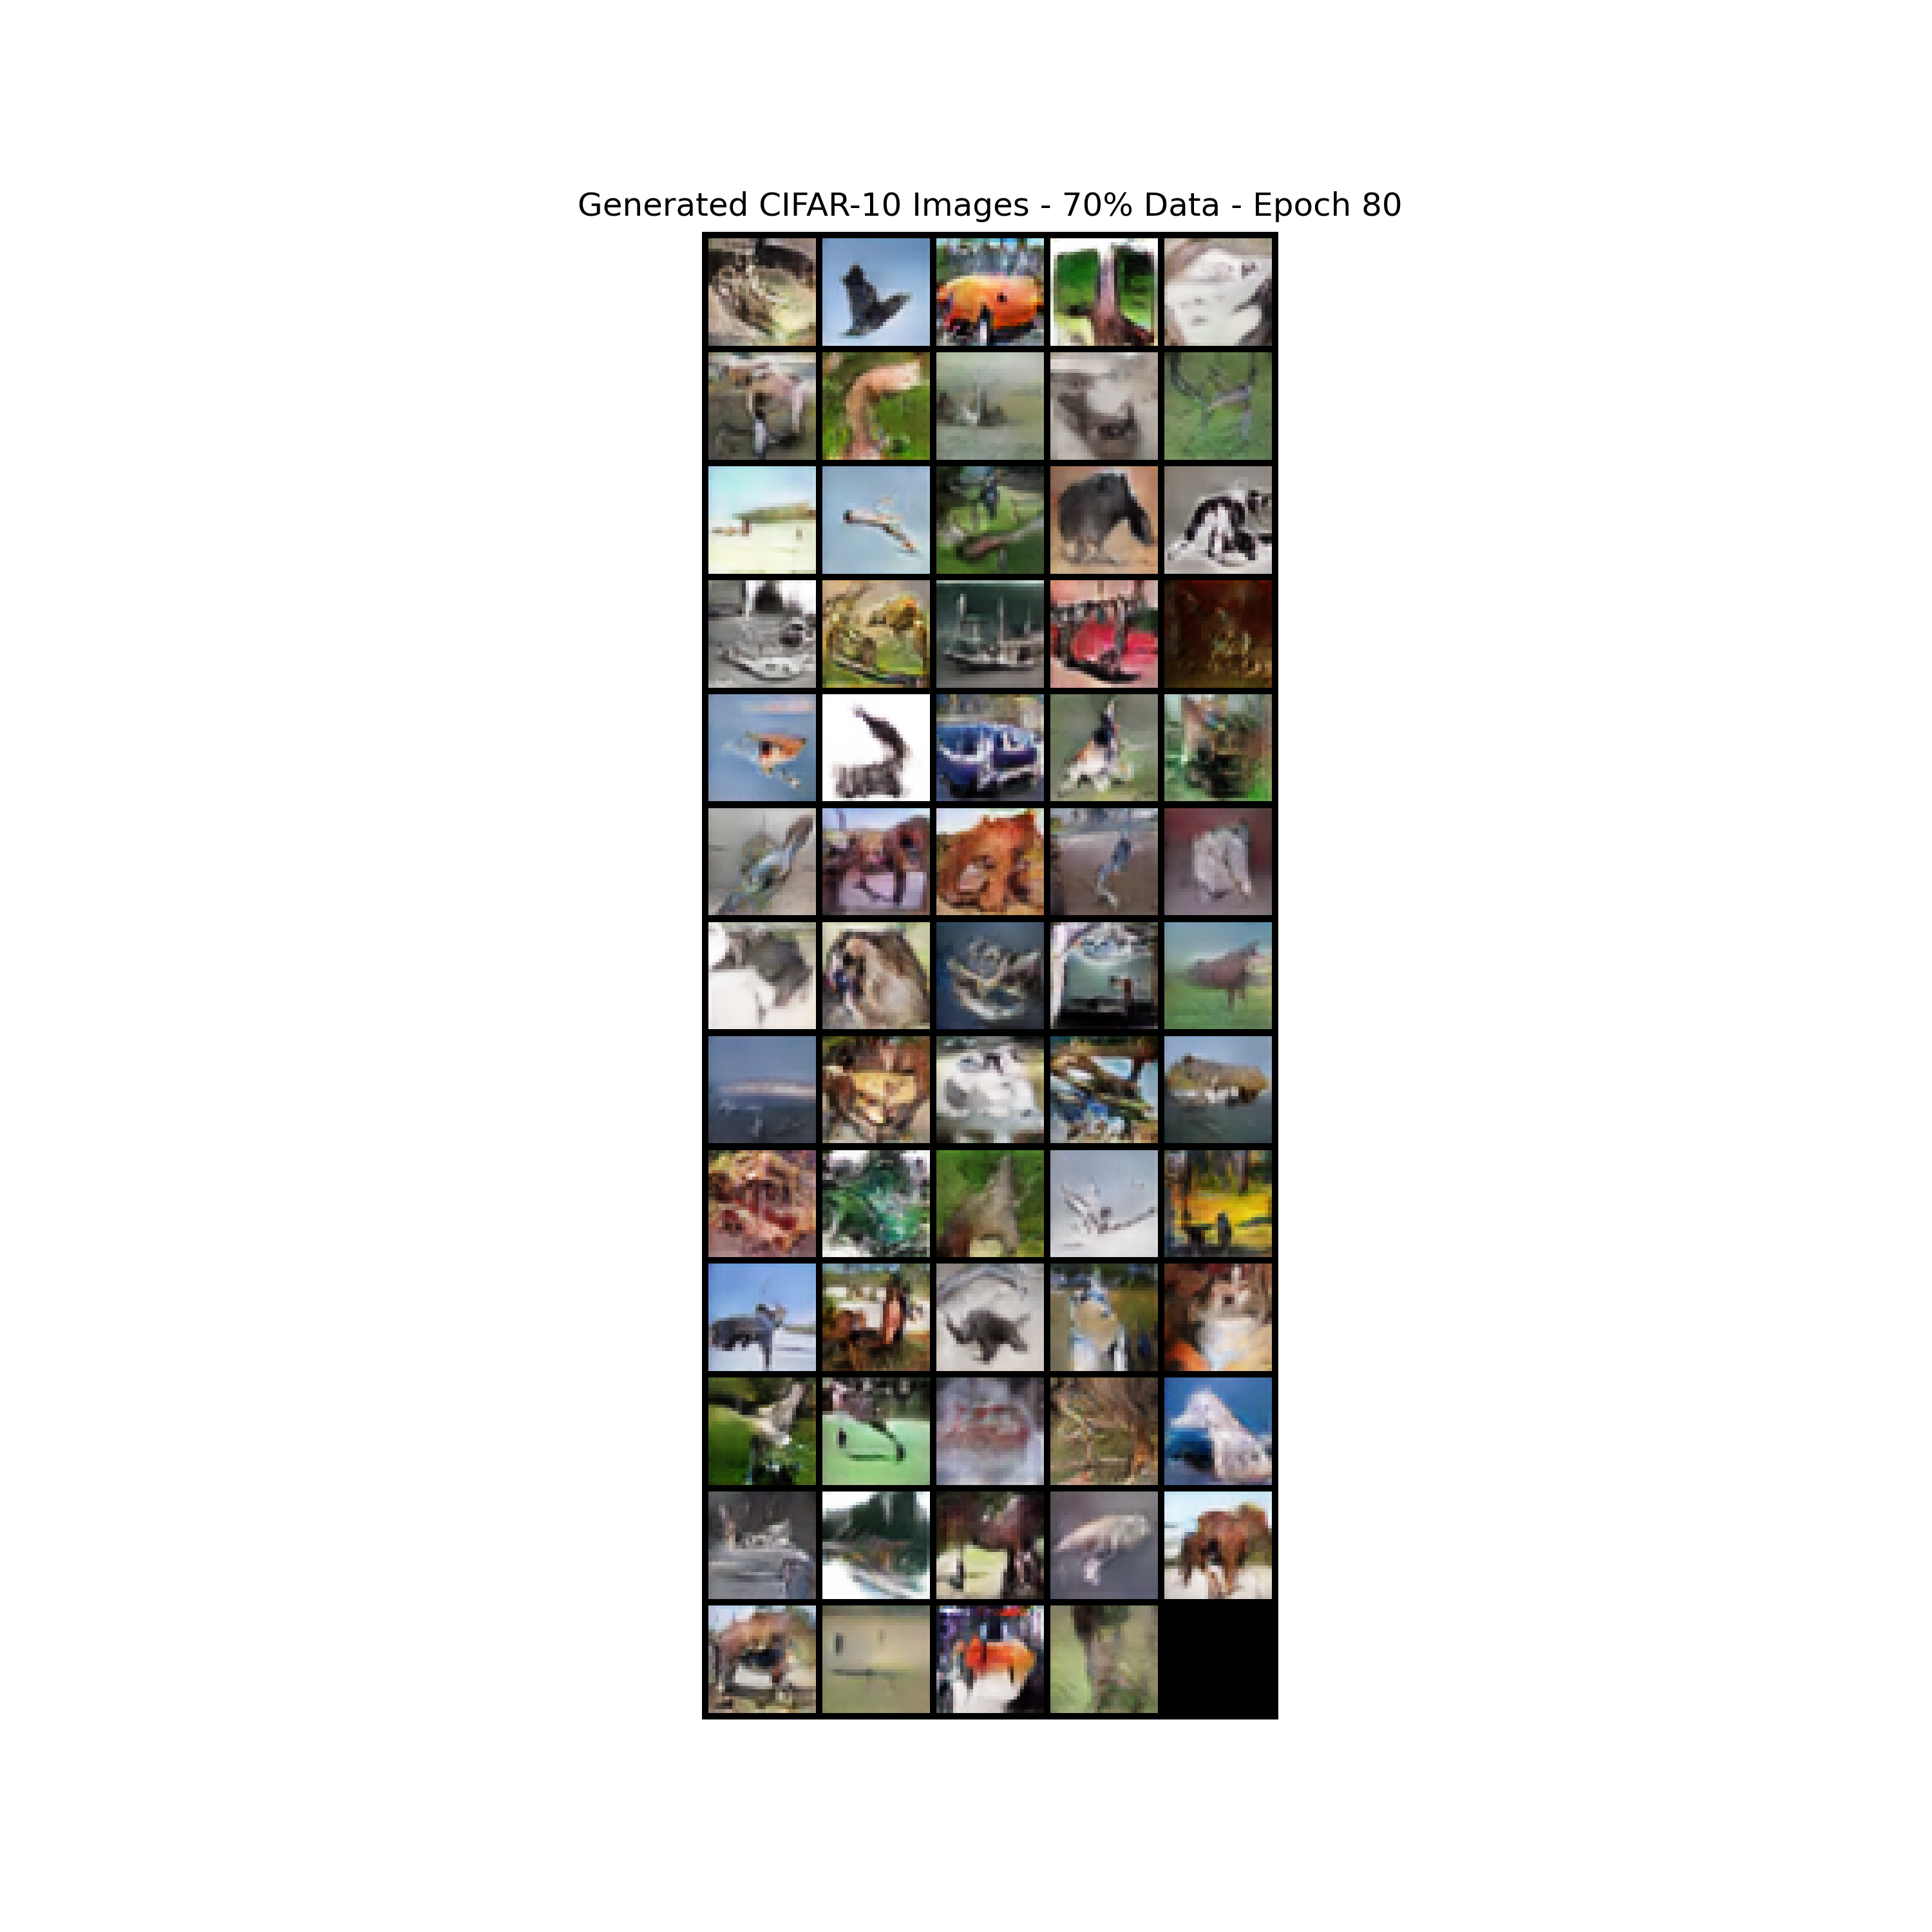 Generated CIFAR-10 Images - 70% Data - Epoch 80